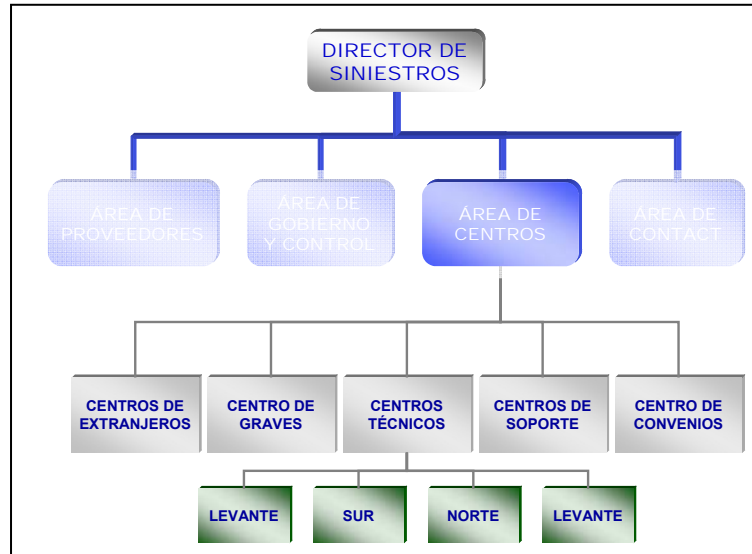 DIRECTOR DE
SINIESTROS
ÁREA DE
PROVEEDORES
ÁREA DE
GOBIERNO
Y CONTROL
ÁREA DE
CENTROS
ÁREA DE
CONTACT
CENTROS DE
EXTRANJEROS
CENTRO DE
GRAVES
CENTROS
TÉCNICOS
CENTROS DE
SOPORTE
CENTRO DE
CONVENIOS
LEVANTE
SUR
NORTE
LEVANTE